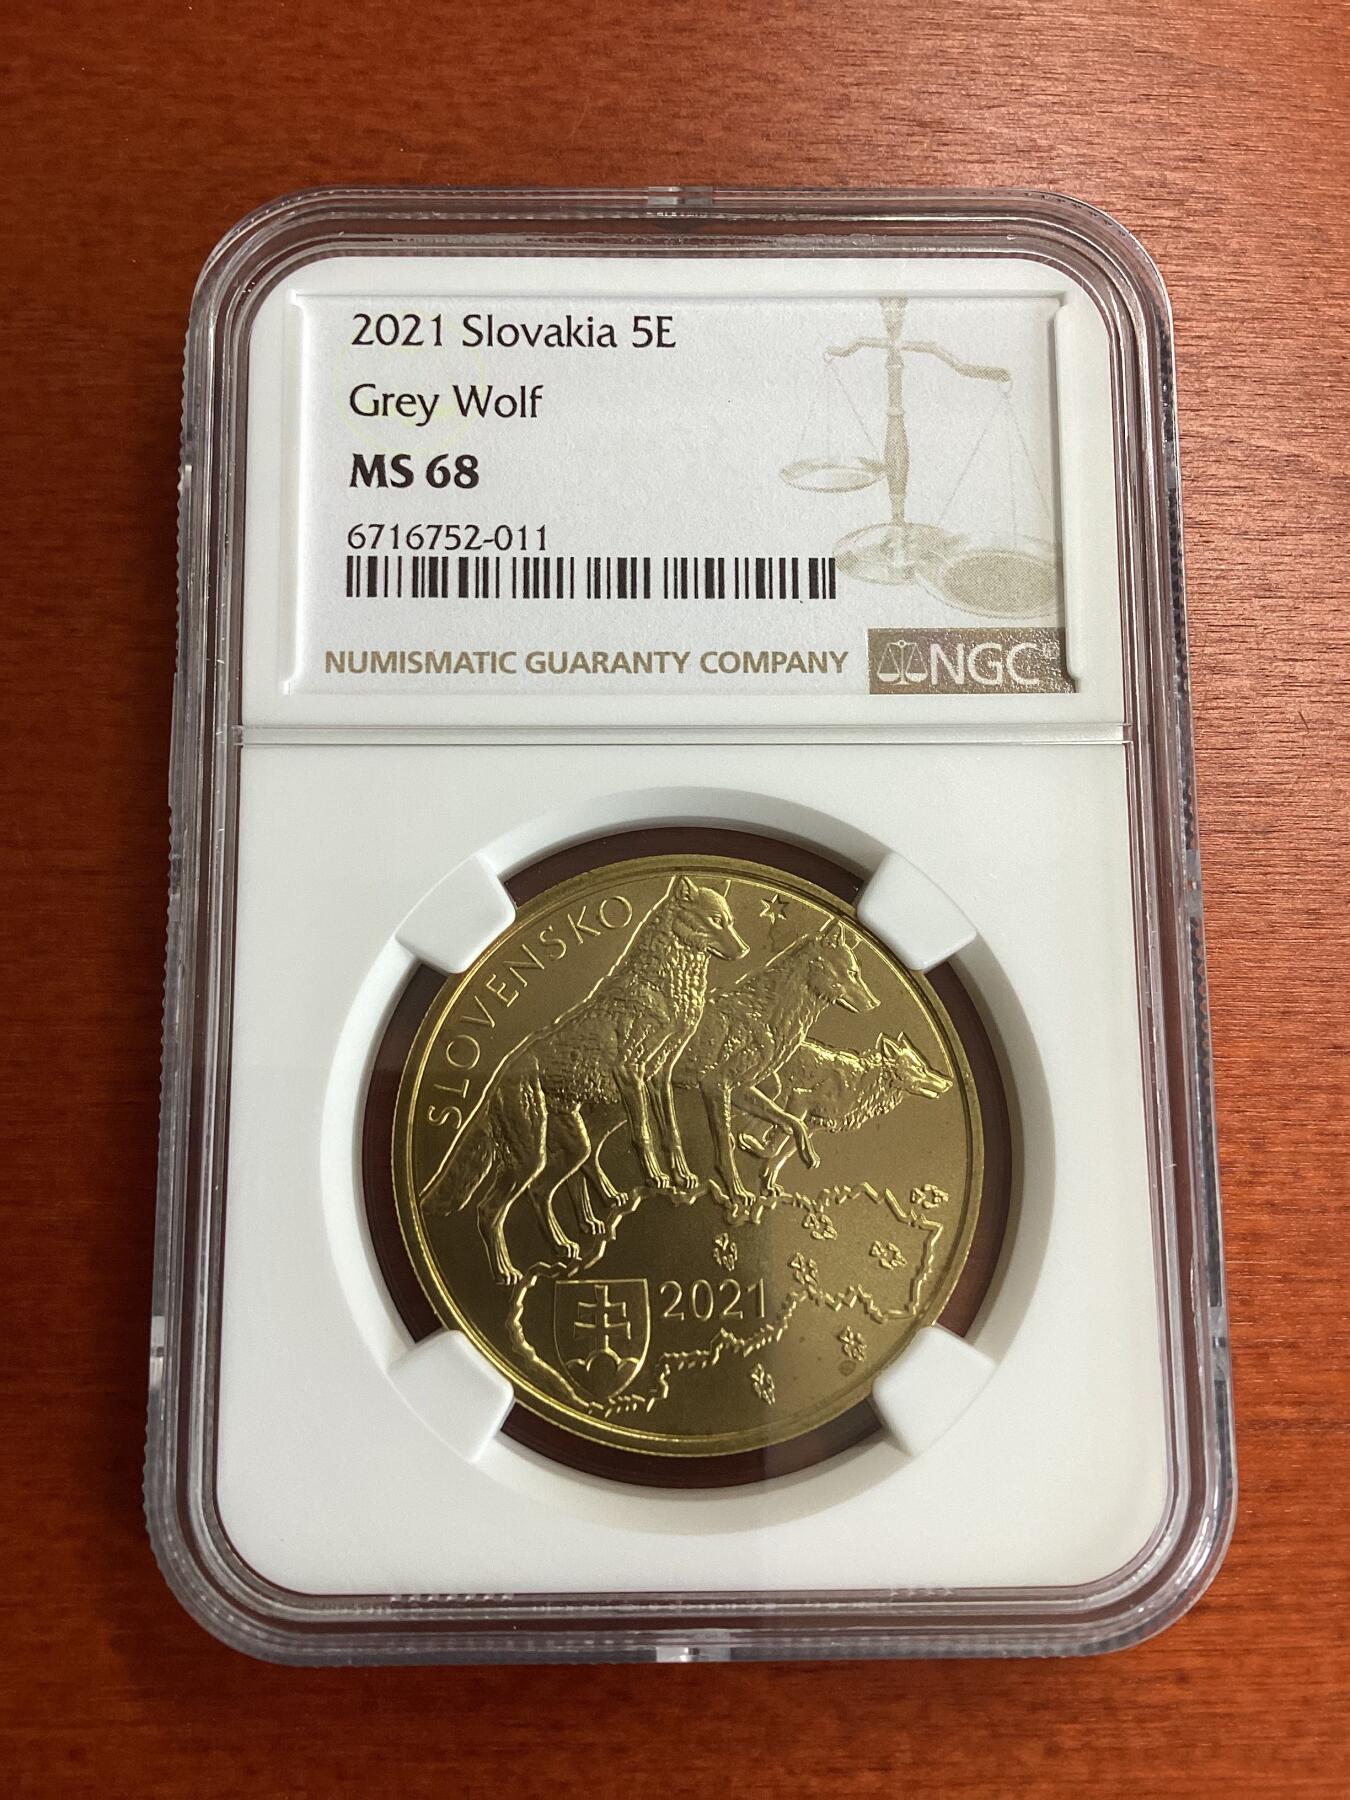 2021 Slovakia 5E
Grey Wolf
MS 68
6716752-011
NUMISMATIC GUARANTY COMPANY
NGC
SLOVENSKO
2021